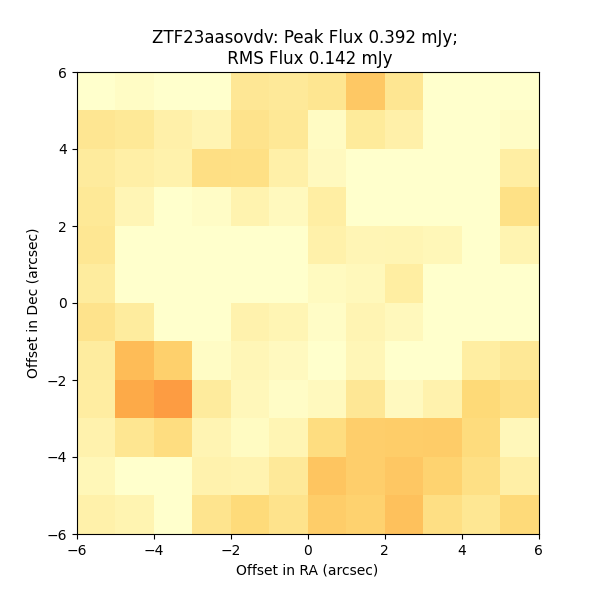 ZTF23aasovdv: Peak Flux 0.392 mJy;
RMS Flux 0.142 mJy
6
4
2
0
−2
−4
−6
Offset in Dec (arcsec)
−6 −4 −2 0 2 4 6
Offset in RA (arcsec)